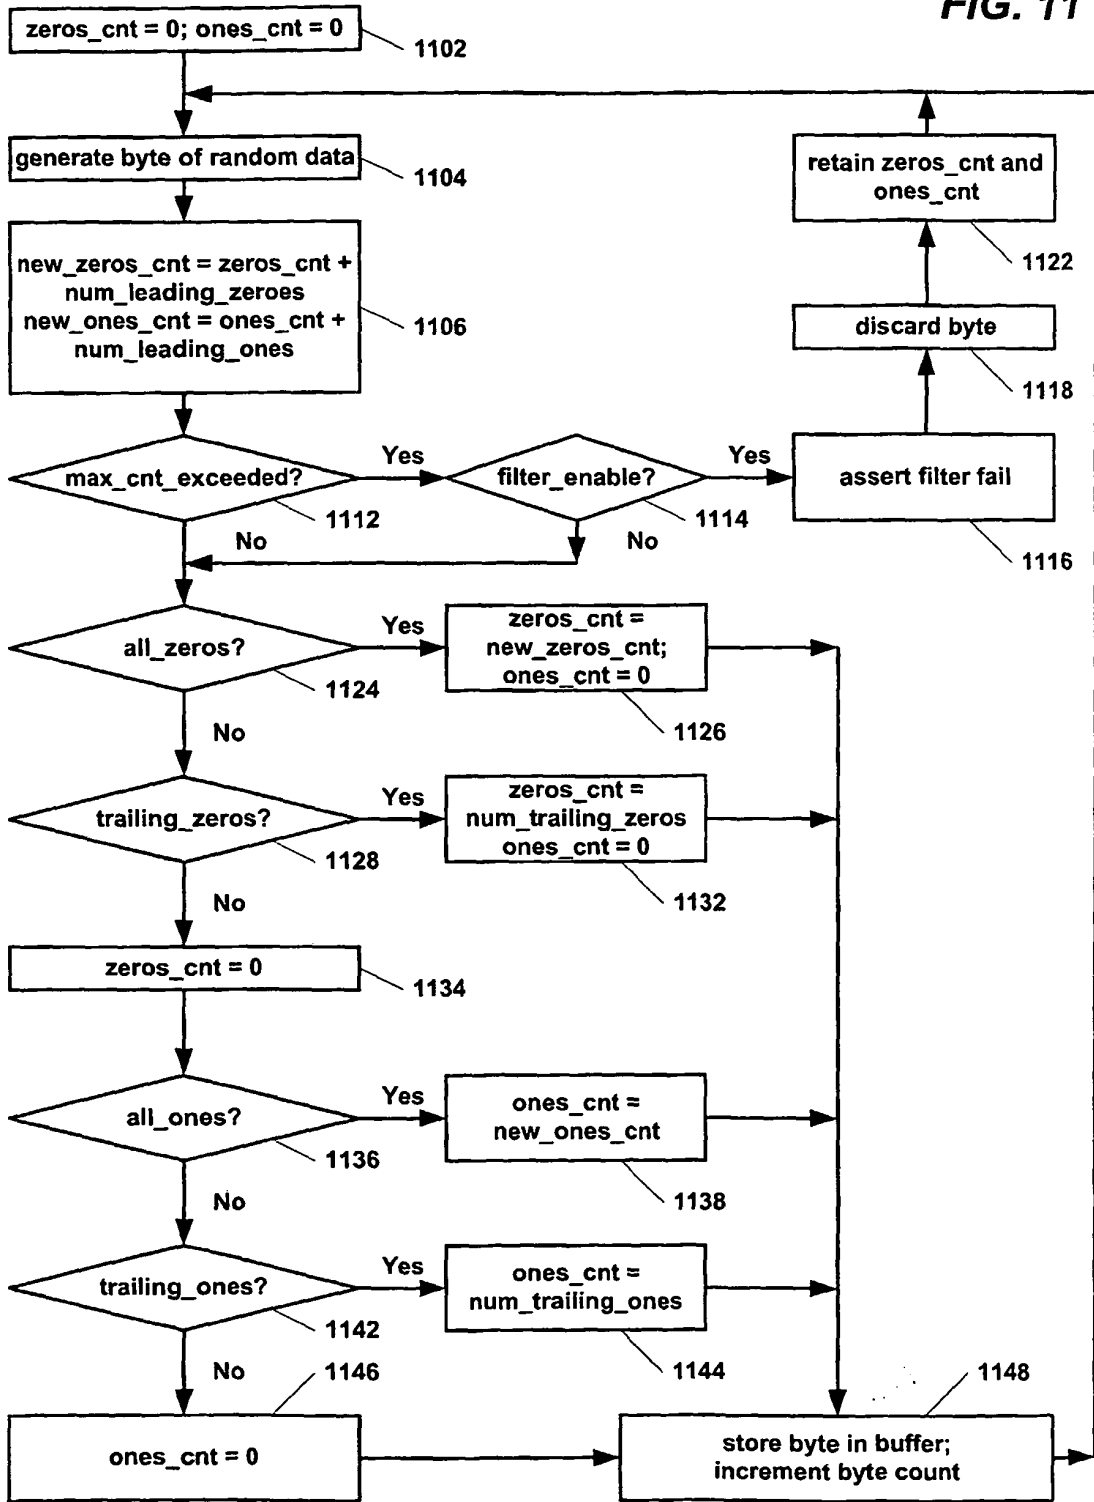 FIG. 11
zeros_cnt = 0; ones_cnt = 0
1102
generate byte of random data
1104
retain zeros_cnt and
ones_cnt
1122
new_zeros_cnt = zeros_cnt +
num_leading_zeroes
new_ones_cnt = ones_cnt +
num_leading_ones
1106
discard byte
1118
max_cnt_exceeded?
1112
Yes
filter_enable?
1114
Yes
assert filter fail
1116
No
No
all_zeros?
1124
Yes
zeros_cnt =
new_zeros_cnt;
ones_cnt = 0
1126
No
trailing_zeros?
1128
Yes
zeros_cnt =
num_trailing_zeros
ones_cnt = 0
1132
No
zeros_cnt = 0
1134
all_ones?
1136
Yes
ones_cnt =
new_ones_cnt
1138
No
trailing_ones?
1142
Yes
ones_cnt =
num_trailing_ones
1144
No
1146
ones_cnt = 0
1148
store byte in buffer;
increment byte count